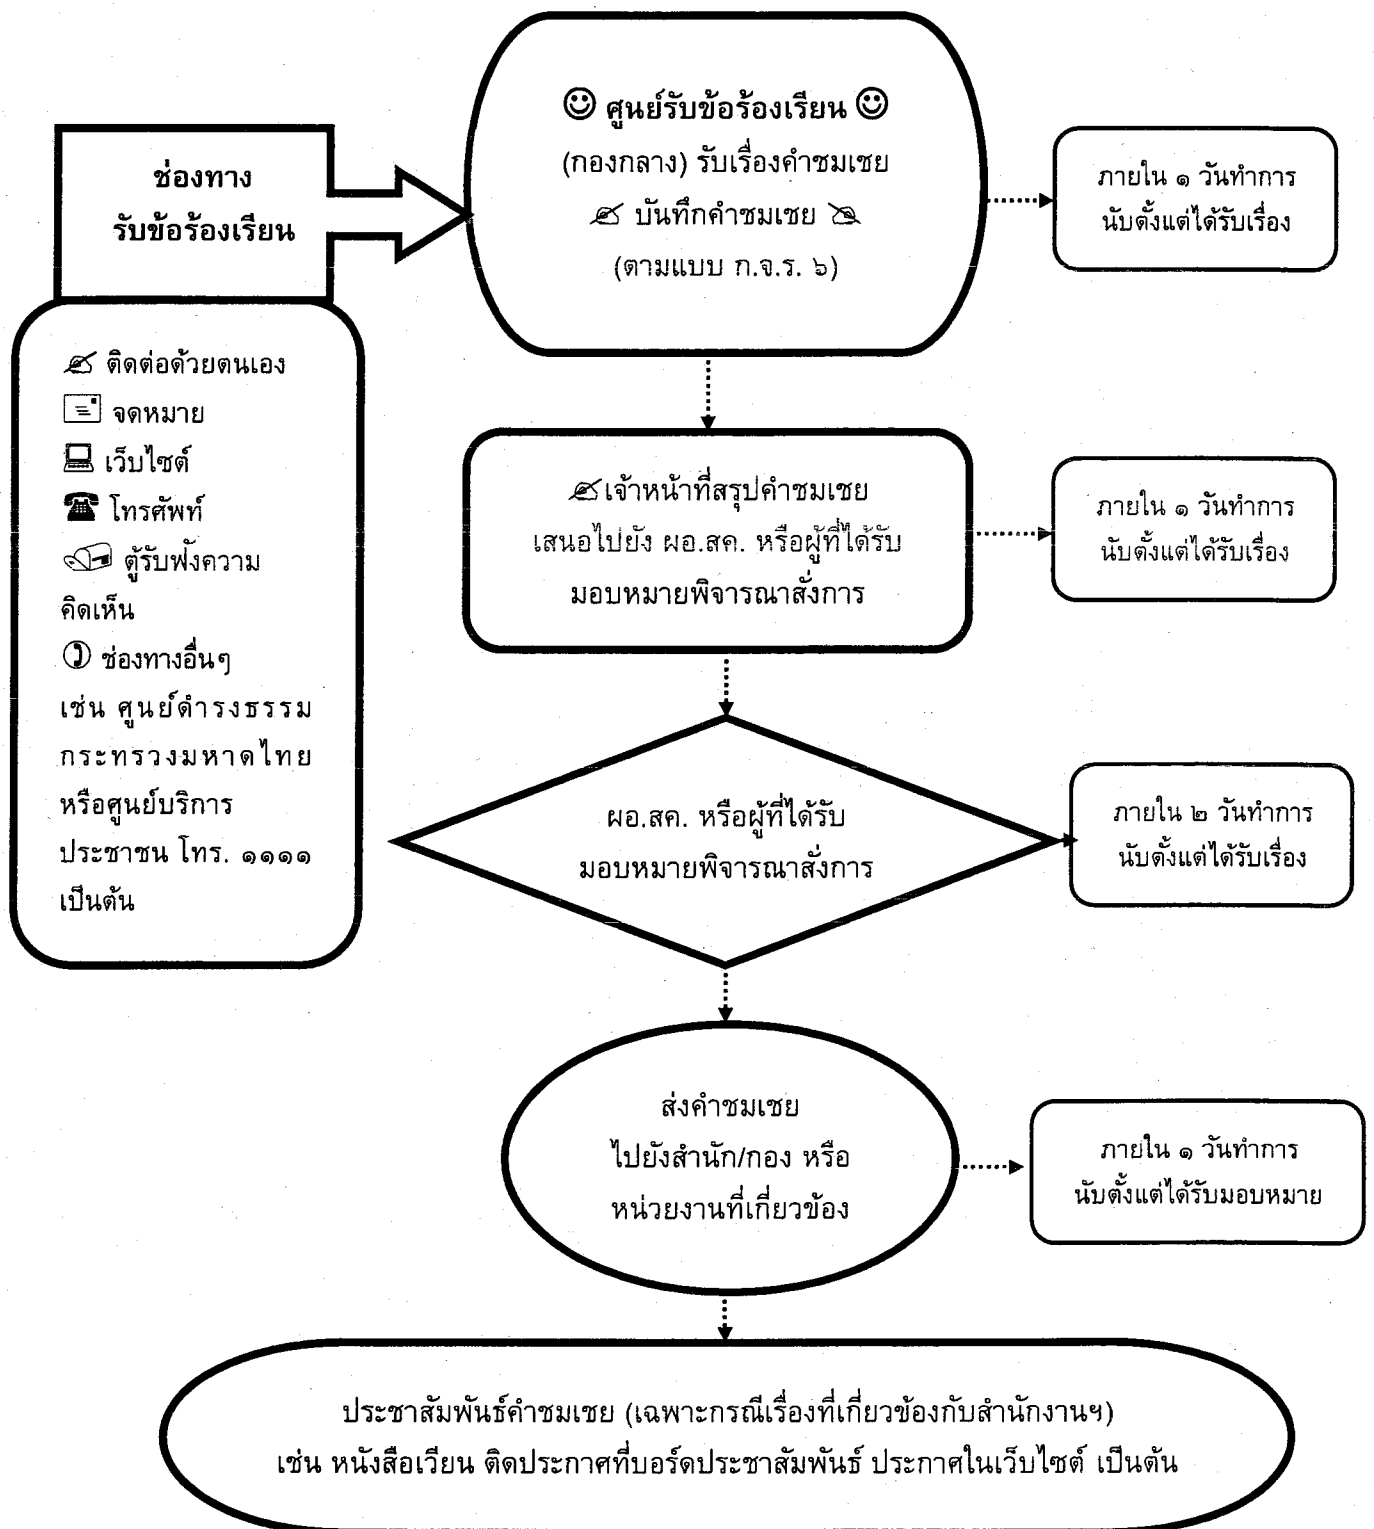 ศูนย์รับข้อร้องเรียน
(กองกลาง) รับเรื่องคำชมเชย
บันทึกคำชมเชย
(ตามแบบ ก.จ.ร. ๖)
ภายใน ๑ วันทำการ
นับตั้งแต่ได้รับเรื่อง
ช่องทาง
รับข้อร้องเรียน
ติดต่อด้วยตนเอง
จดหมาย
เว็บไซต์
โทรศัพท์
ตู้รับฟังความ
คิดเห็น
ช่องทางอื่นๆ
เช่น ศูนย์ดำรงธรรม
กระทรวงมหาดไทย
หรือศูนย์บริการ
ประชาชน โทร. ๑๑๑๑
เป็นต้น
เจ้าหน้าที่สรุปคำชมเชย
เสนอไปยัง ผอ.สค. หรือผู้ที่ได้รับ
มอบหมายพิจารณาสั่งการ
ภายใน ๑ วันทำการ
นับตั้งแต่ได้รับเรื่อง
ผอ.สค. หรือผู้ที่ได้รับ
มอบหมายพิจารณาสั่งการ
ภายใน ๒ วันทำการ
นับตั้งแต่ได้รับเรื่อง
ส่งคำชมเชย
ไปยังสำนัก/กอง หรือ
หน่วยงานที่เกี่ยวข้อง
ภายใน ๑ วันทำการ
นับตั้งแต่ได้รับมอบหมาย
ประชาสัมพันธ์คำชมเชย (เฉพาะกรณีเรื่องที่เกี่ยวข้องกับสำนักงานฯ)
เช่น หนังสือเวียน ติดประกาศที่บอร์ดประชาสัมพันธ์ ประกาศในเว็บไซต์ เป็นต้น